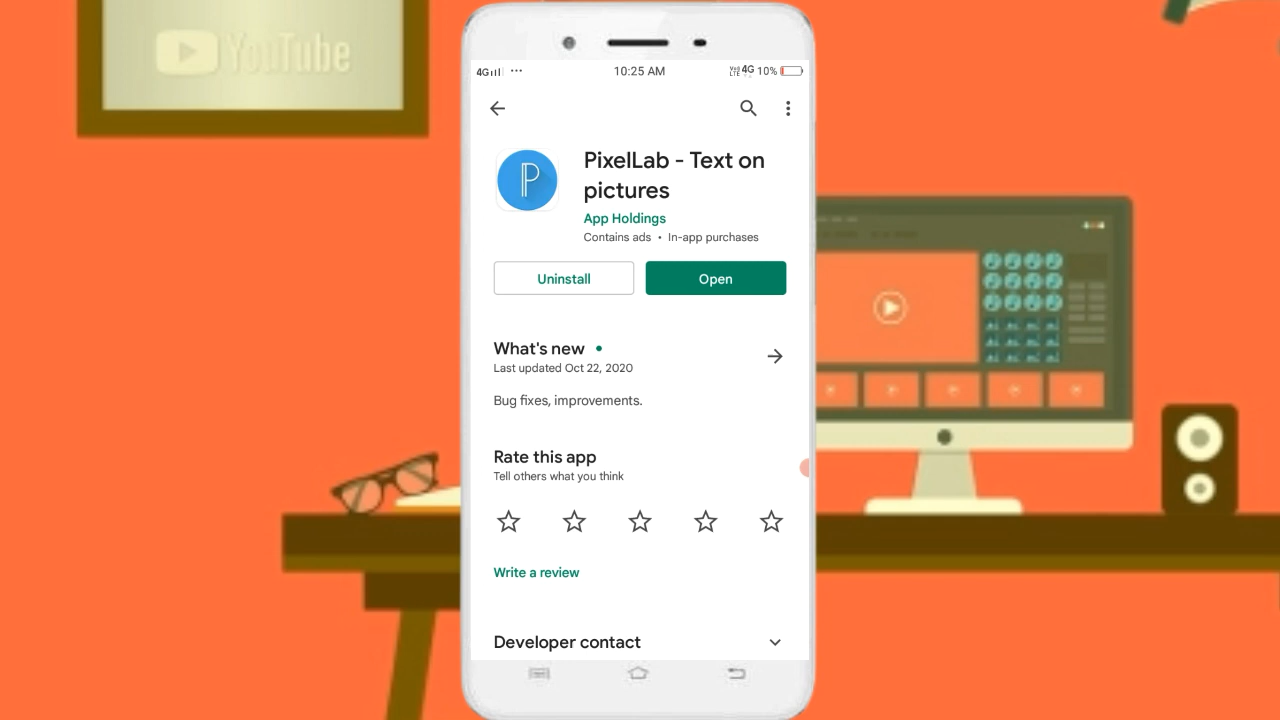 YouTube
4G
10:25 AM
4G 10%
PixelLab - Text on
pictures
App Holdings
Contains ads • In-app purchases
Uninstall
Open
What's new •
Last updated Oct 22, 2020
Bug fixes, improvements.
Rate this app
Tell others what you think
Write a review
Developer contact